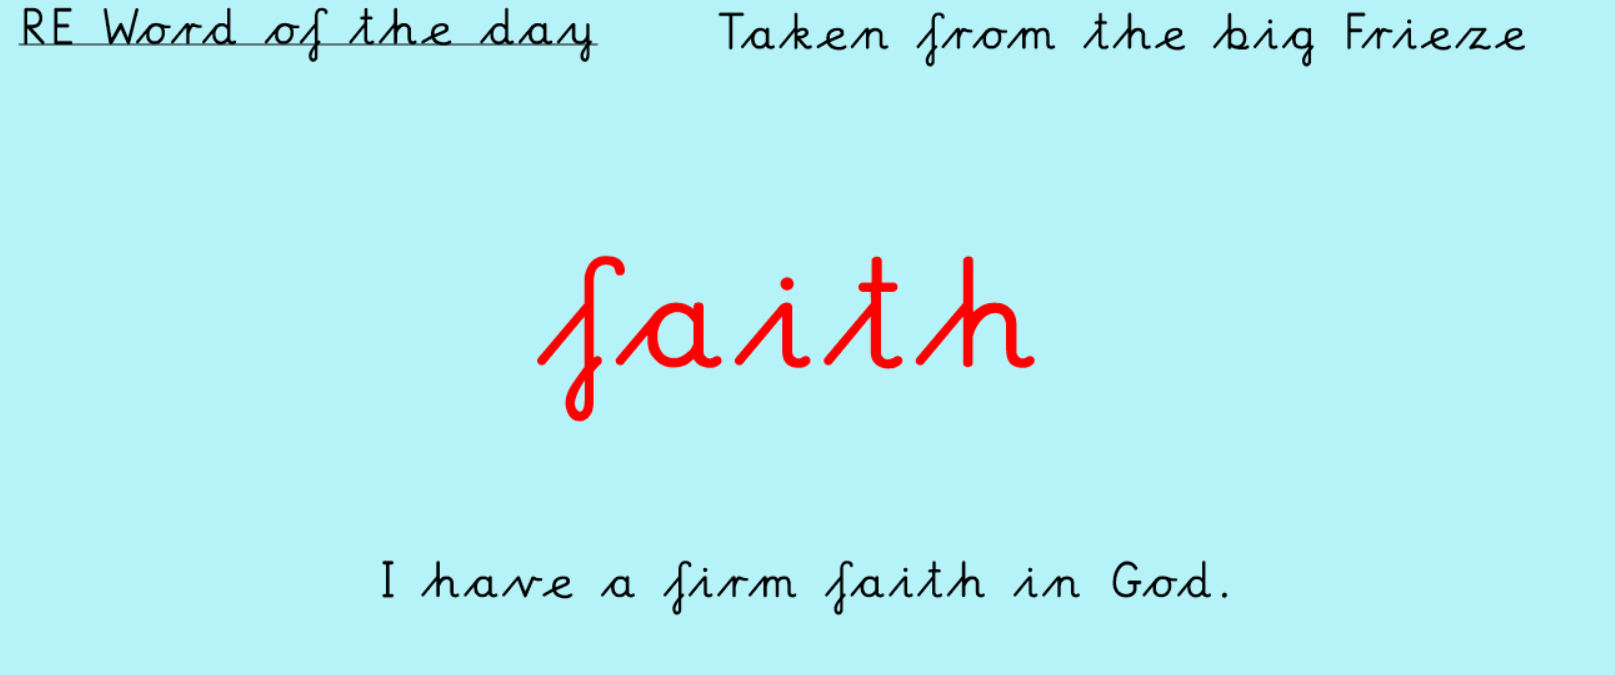 RE Word of the day
Taken from the big Frieze
faith
I have a firm faith in God.